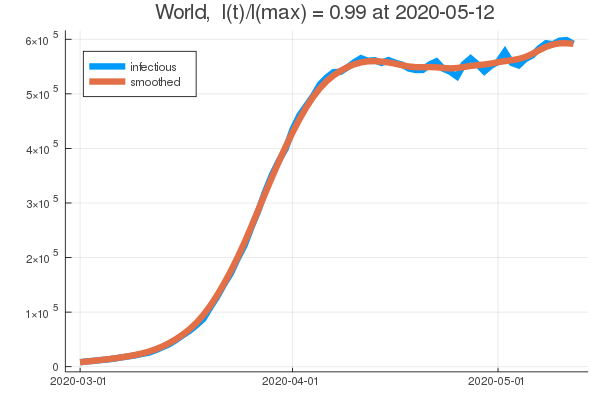 World,  I(t)/I(max) = 0.99 at 2020-05-12
6×10 5
infectious
smoothed
5×10 5
4×10 5
3×10 5
2×10 5
1×10 5
0
2020-03-01 2020-04-01 2020-05-01